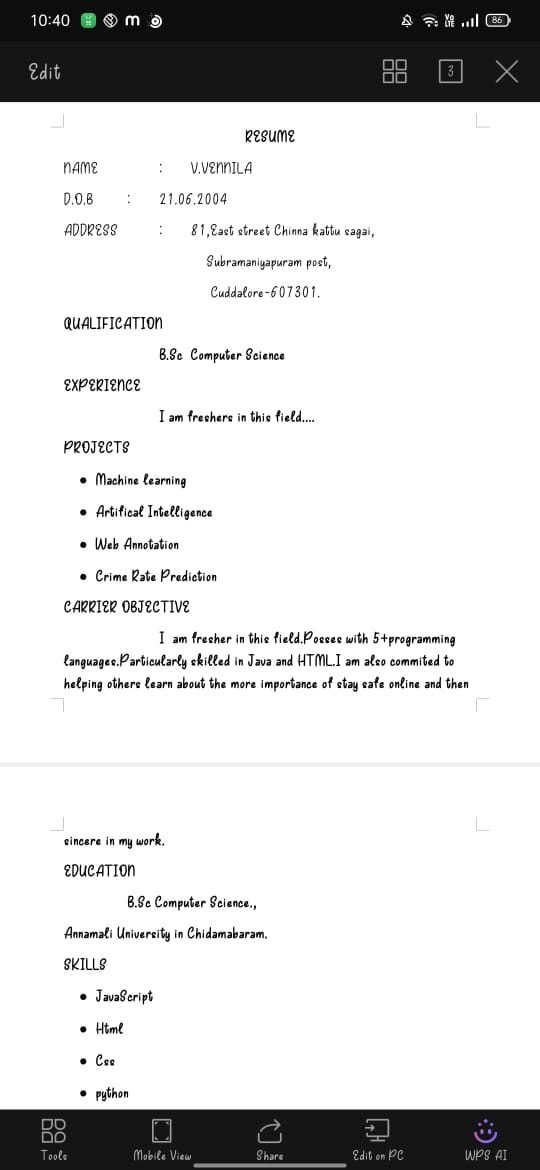 10:40 m Vo LTE 86
Edit 3
RESUME
NAME : V.VENNILA
D.O.B : 21.06.2004
ADDRESS : 81,East street Chinna kattu sagai,
Subramaniyapuram post,
Cuddalore-607301.
QUALIFICATION
B.Sc Computer Science
EXPERIENCE
I am freshers in this field....
PROJECTS
• Machine learning
• Artifical Intelligence
• Web Annotation
• Crime Rate Prediction
CARRIER OBJECTIVE
I am fresher in this field.Posses with 5+programming
languages.Particularly skilled in Java and HTML.I am also commited to
helping others learn about the more importance of stay safe online and then
sincere in my work.
EDUCATION
B.Sc Computer Science.,
Annamali University in Chidamabaram.
SKILLS
• JavaScript
• Html
• Css
• python
Tools Mobile View Share Edit on PC WPS AI